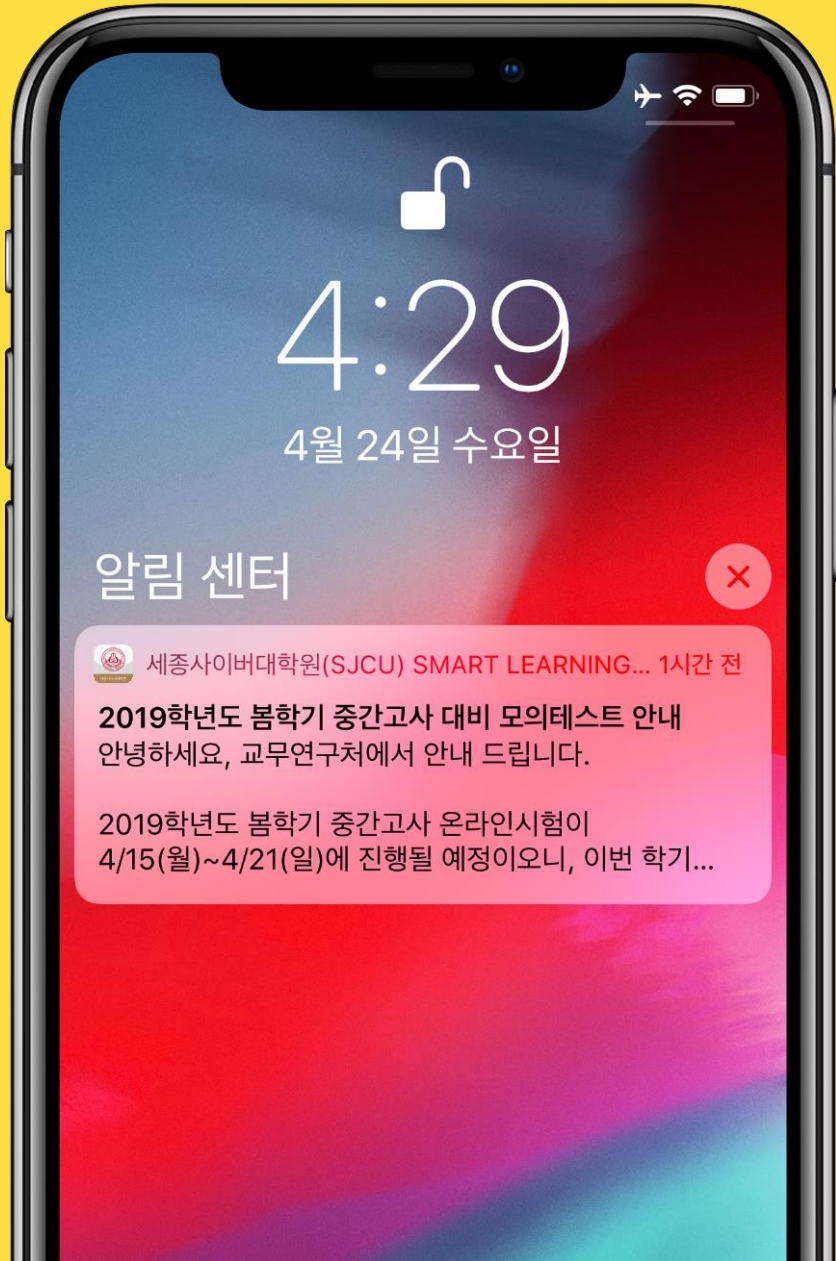 4:29
4월 24일 수요일
알림 센터
세종사이버대학원(SJCU) SMART LEARNING... 1시간 전
2019학년도 봄학기 중간고사 대비 모의테스트 안내
안녕하세요, 교무연구처에서 안내 드립니다.
2019학년도 봄학기 중간고사 온라인시험이
4/15(월)~4/21(일)에 진행될 예정이오니, 이번 학기...